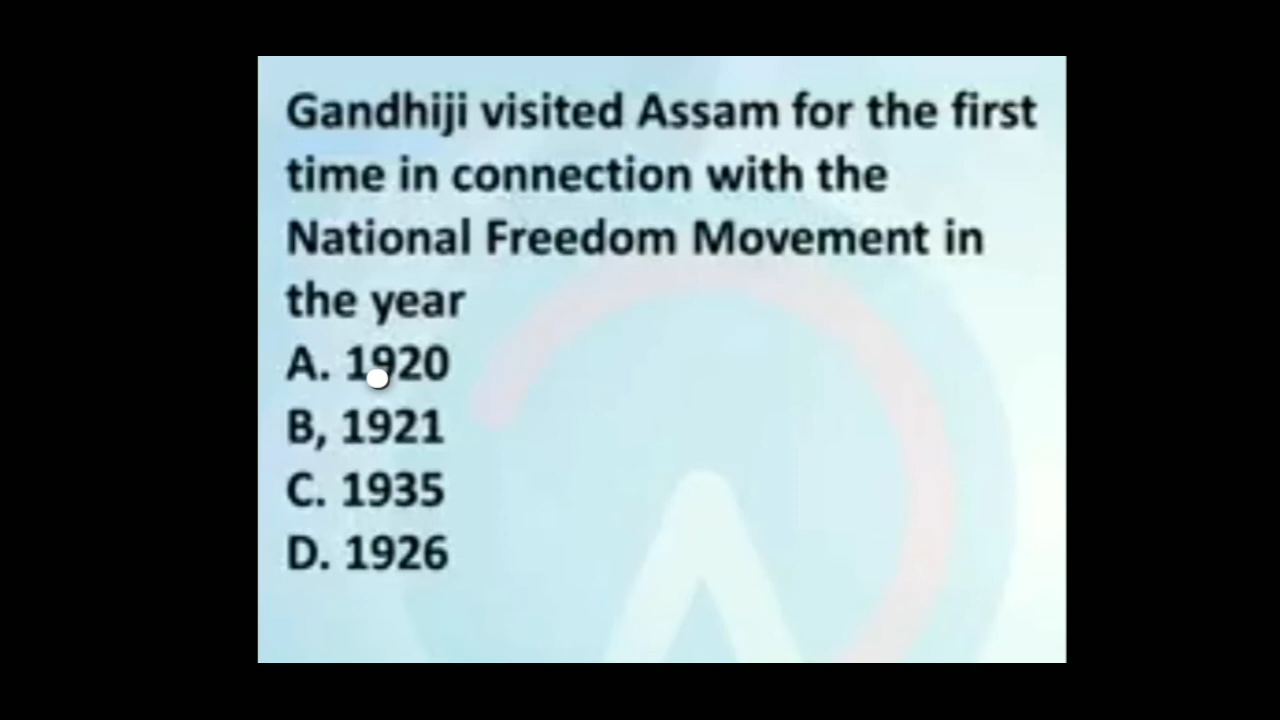 Gandhiji visited Assam for the first
time in connection with the
National Freedom Movement in
the year
A. 1920
B, 1921
C. 1935
D. 1926